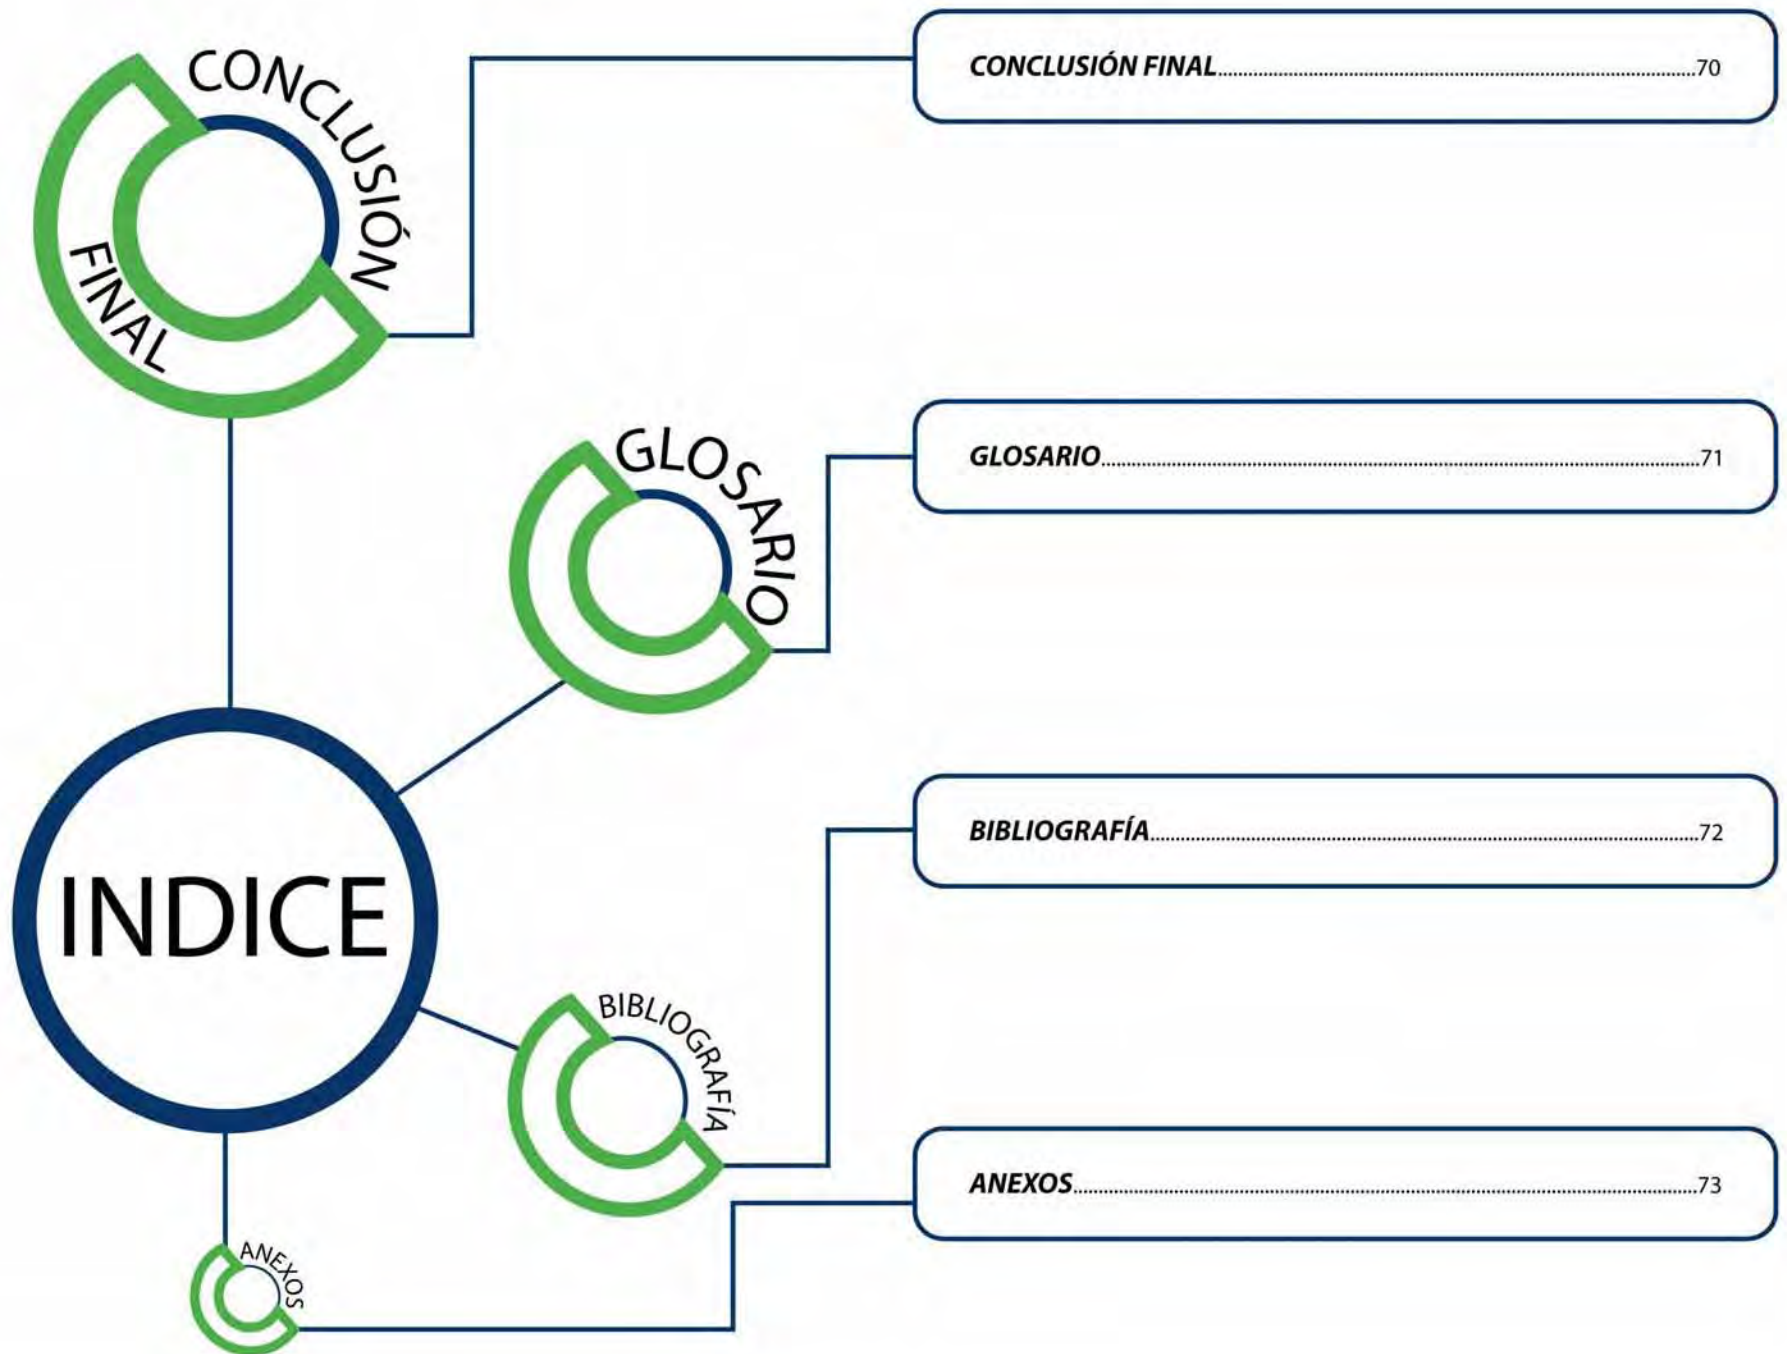 CONCLUSIÓN
FINAL
CONCLUSIÓN FINAL....................70
GLOSARIO
GLOSARIO....................71
INDICE
BIBLIOGRAFÍA
BIBLIOGRAFÍA....................72
ANEXOS
ANEXOS....................73